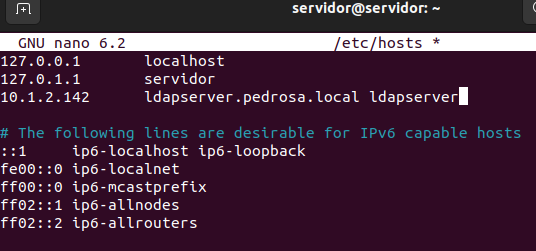 servidor@servidor: ~
GNU nano 6.2 /etc/hosts *
127.0.0.1 localhost
127.0.1.1 servidor
10.1.2.142 ldapserver.pedrosa.local ldapserver
# The following lines are desirable for IPv6 capable hosts
::1 ip6-localhost ip6-loopback
fe00::0 ip6-localnet
ff00::0 ip6-mcastprefix
ff02::1 ip6-allnodes
ff02::2 ip6-allrouters